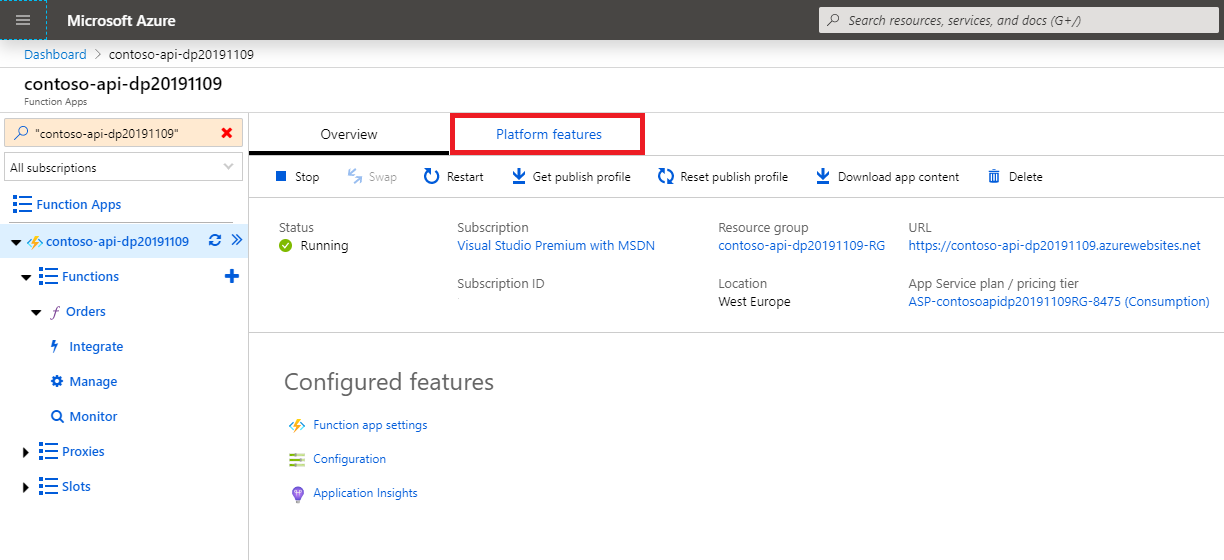 Microsoft Azure
Search resources, services, and docs (G+/)
Dashboard > contoso-api-dp20191109
contoso-api-dp20191109
Function Apps
"contoso-api-dp20191109"
All subscriptions
Function Apps
contoso-api-dp20191109
Functions
Orders
Integrate
Manage
Monitor
Proxies
Slots
Overview
Platform features
Stop
Swap
Restart
Get publish profile
Reset publish profile
Download app content
Delete
Status
Running
Subscription
Visual Studio Premium with MSDN
Subscription ID
Resource group
contoso-api-dp20191109-RG
Location
West Europe
URL
https://contoso-api-dp20191109.azurewebsites.net
App Service plan / pricing tier
ASP-contosoapidp20191109RG-8475 (Consumption)
Configured features
Function app settings
Configuration
Application Insights